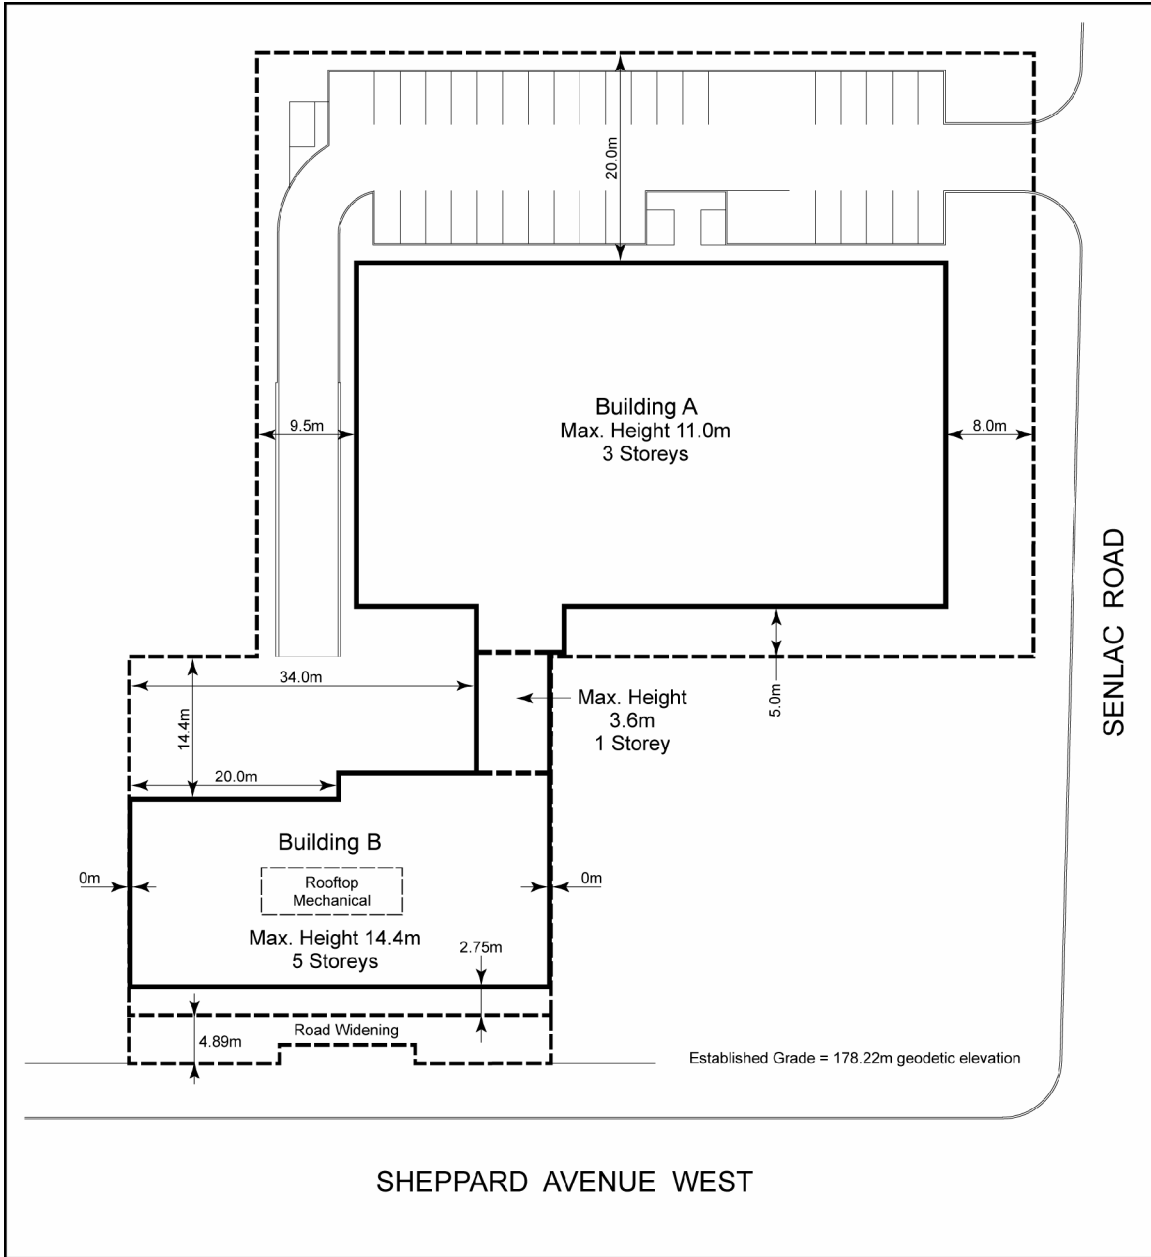 20.0m
Building A
Max. Height 11.0m
3 Storeys
9.5m
8.0m
SENLAC ROAD
34.0m
Max. Height
3.6m
1 Storey
5.0m
14.4m
20.0m
Building B
0m
0m
Rooftop
Mechanical
Max. Height 14.4m
5 Storeys
2.75m
Road Widening
4.89m
Established Grade = 178.22m geodetic elevation
SHEPPARD AVENUE WEST